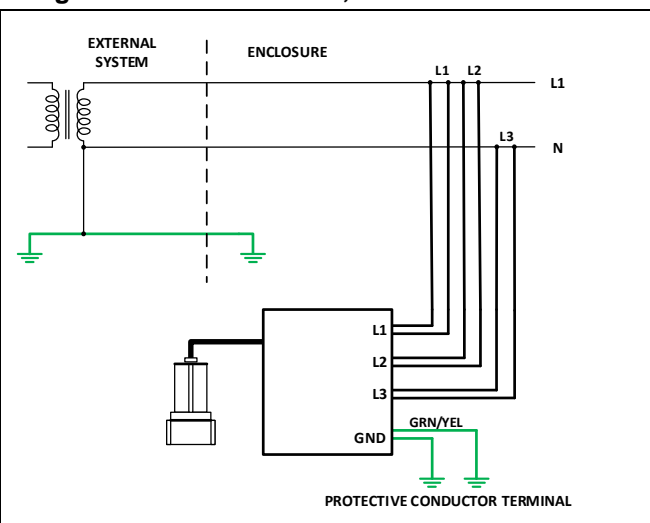 EXTERNAL
SYSTEM
ENCLOSURE
L1
L2
L1
L3
N
L1
L2
L3
GND
GRN/YEL
PROTECTIVE CONDUCTOR TERMINAL